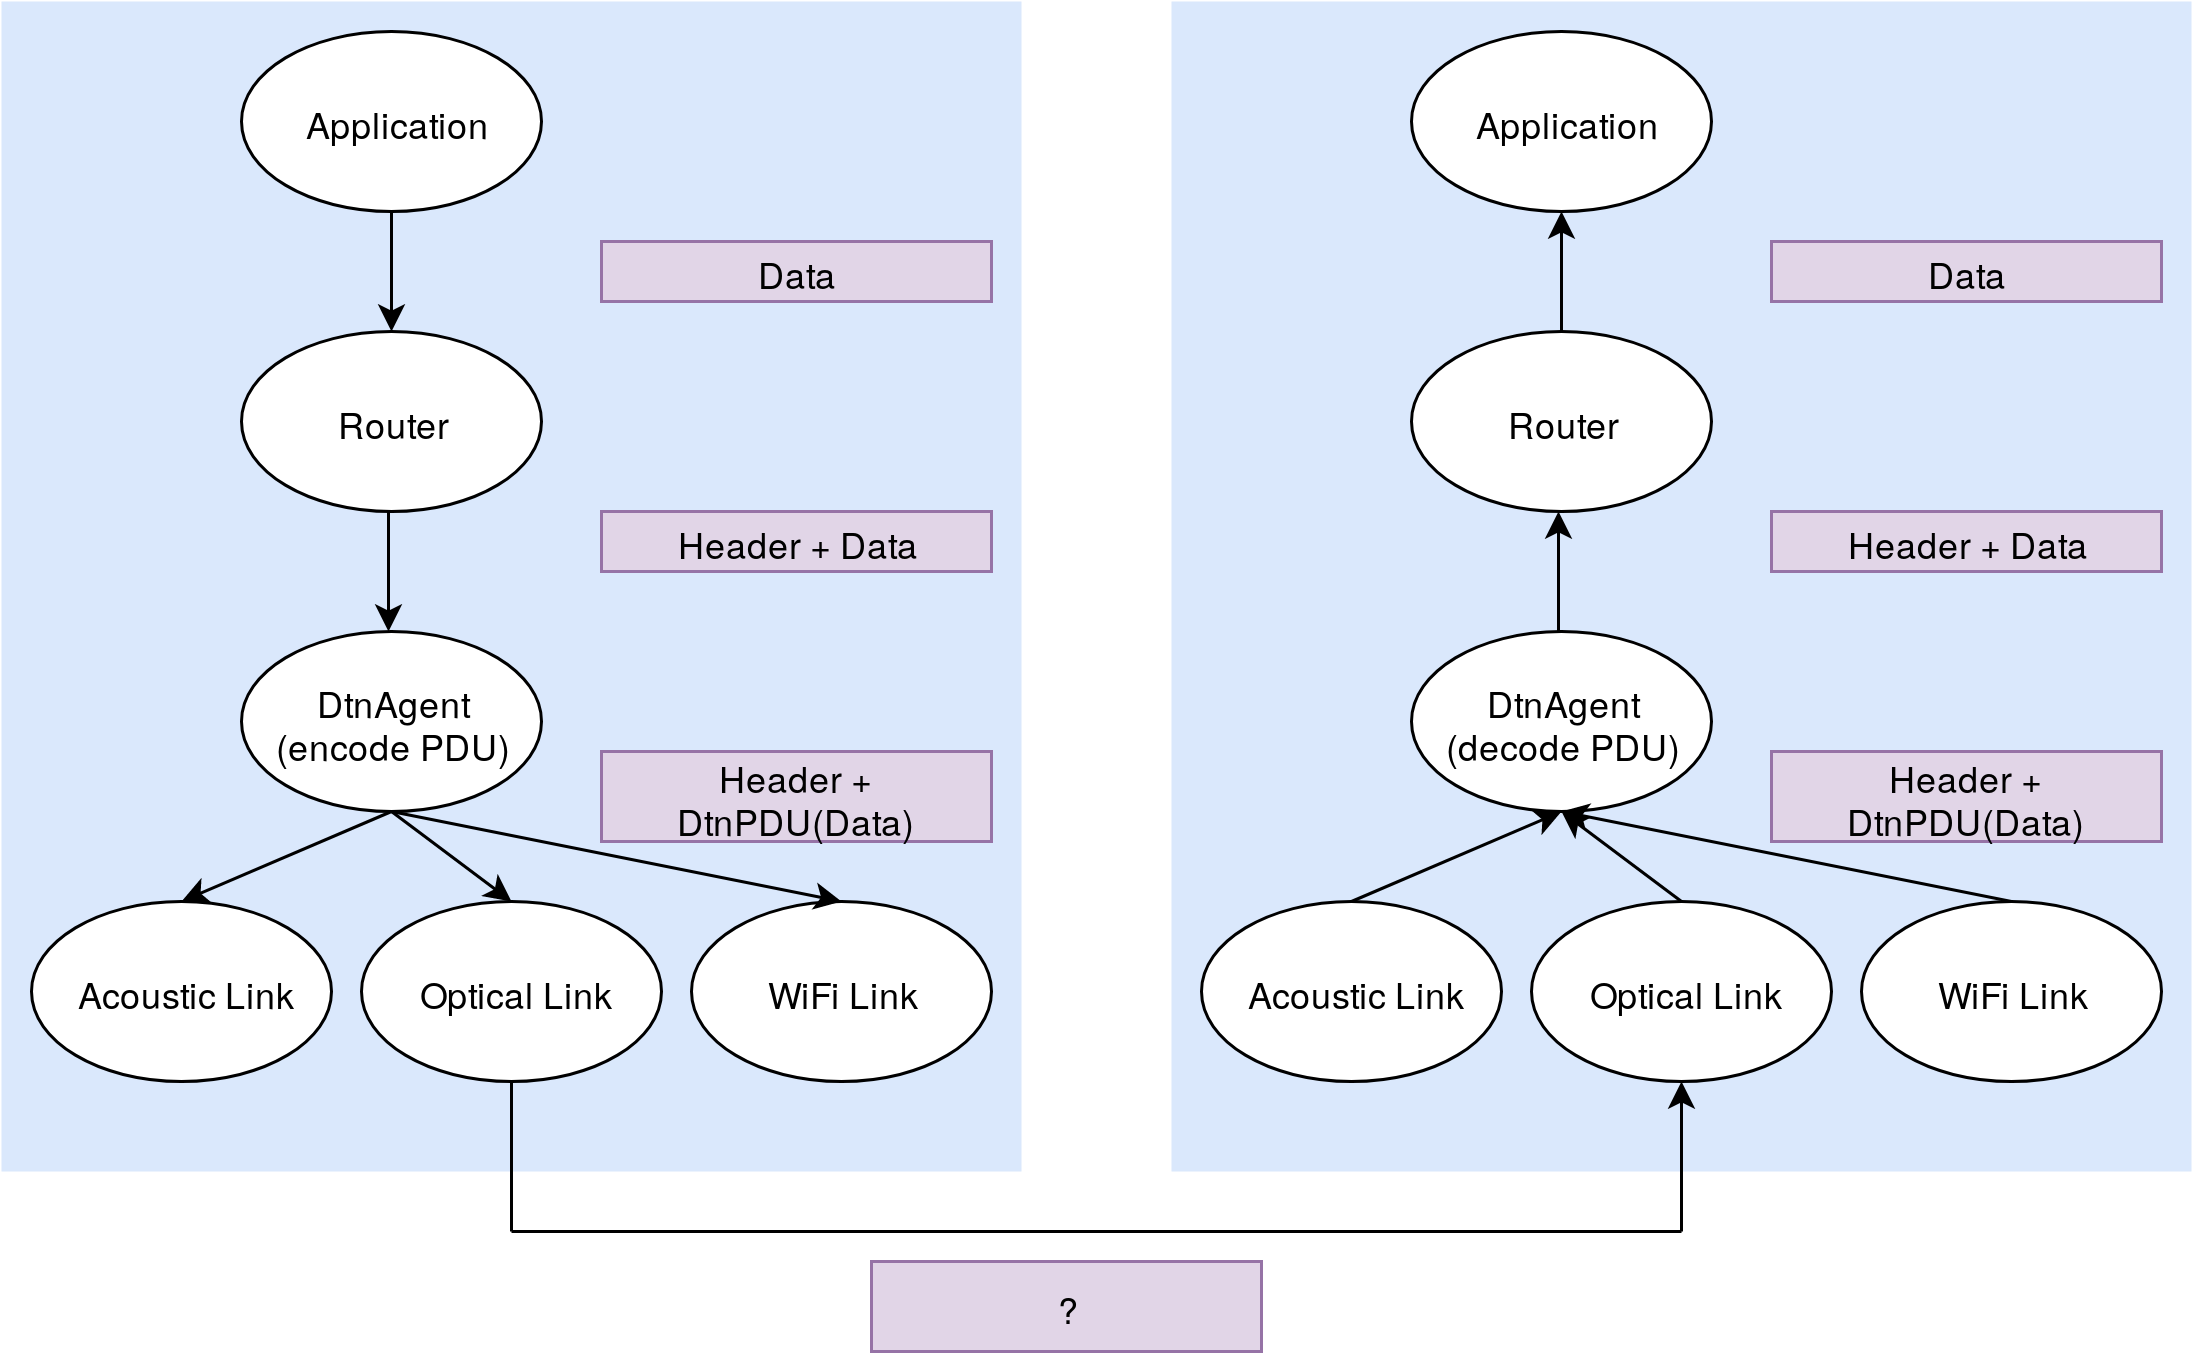 Application
Data
Router
Header + Data
DtnAgent
(encode PDU)
Header +
DtnPDU(Data)
Acoustic Link
Optical Link
WiFi Link
Application
Data
Router
Header + Data
DtnAgent
(decode PDU)
Header +
DtnPDU(Data)
Acoustic Link
Optical Link
WiFi Link
?